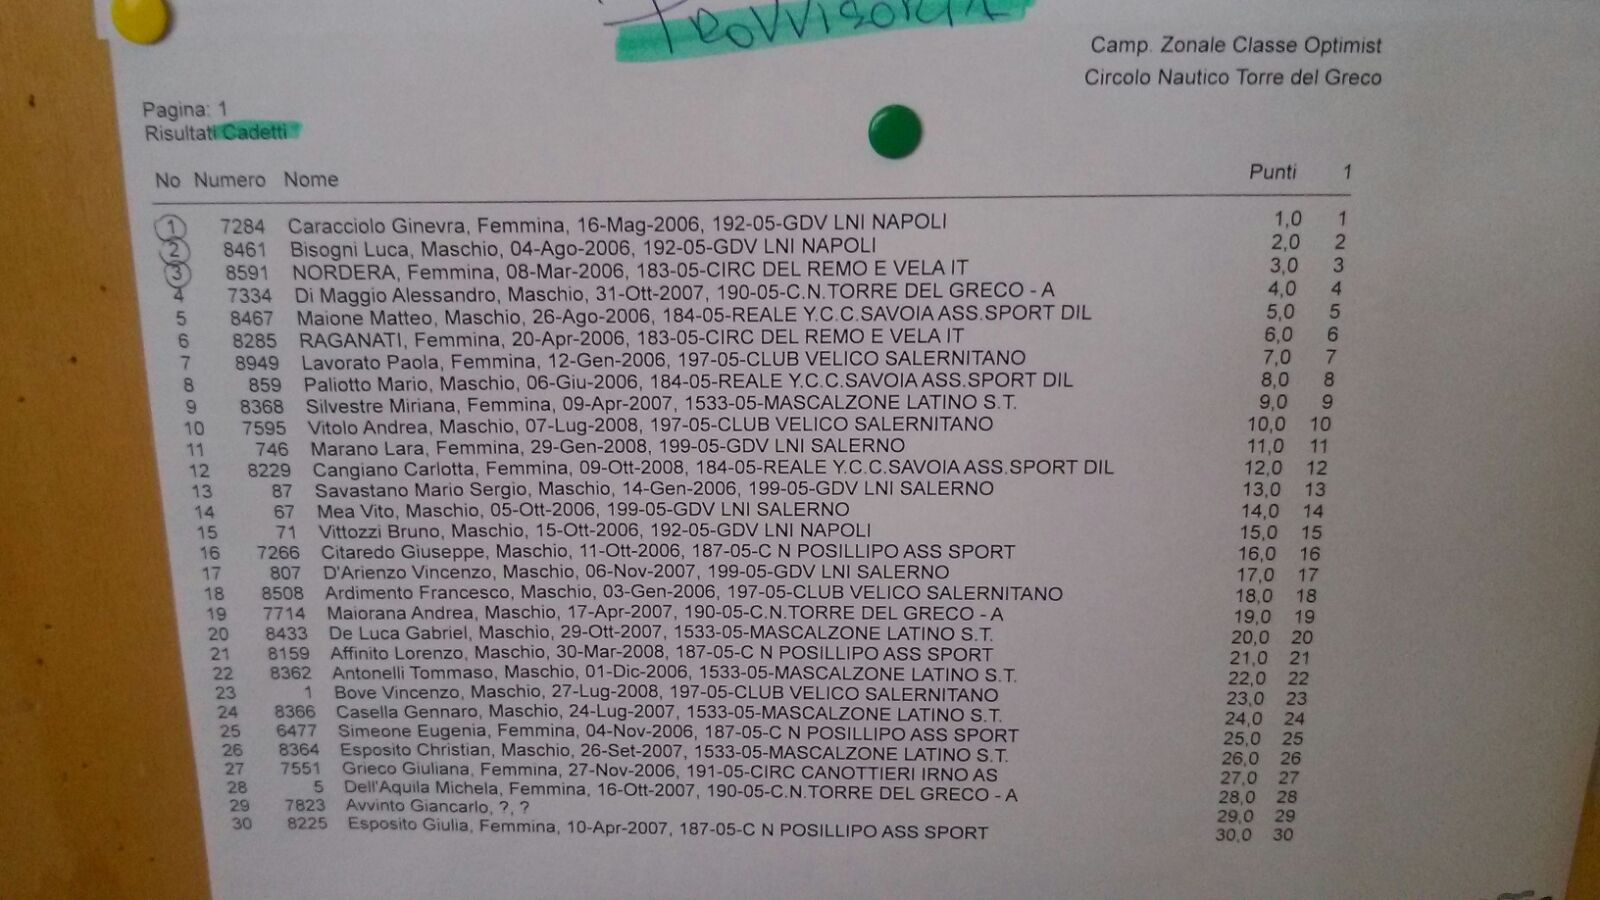 PROVVISORIA
Camp. Zonale Classe Optimist
Circolo Nautico Torre del Greco
Pagina: 1
Risultati Cadetti
No Numero Nome Punti 1
1 7284 Caracciolo Ginevra, Femmina, 16-Mag-2006, 192-05-GDV LNI NAPOLI 1,0 1
2 8461 Bisogni Luca, Maschio, 04-Ago-2006, 192-05-GDV LNI NAPOLI 2,0 2
3 8591 NORDERA, Femmina, 08-Mar-2006, 183-05-CIRC DEL REMO E VELA IT 3,0 3
4 7334 Di Maggio Alessandro, Maschio, 31-Ott-2007, 190-05-C.N.TORRE DEL GRECO - A 4,0 4
5 8467 Maione Matteo, Maschio, 26-Ago-2006, 184-05-REALE Y.C.C.SAVOIA ASS.SPORT DIL 5,0 5
6 8285 RAGANATI, Femmina, 20-Apr-2006, 183-05-CIRC DEL REMO E VELA IT 6,0 6
7 8949 Lavorato Paola, Femmina, 12-Gen-2006, 197-05-CLUB VELICO SALERNITANO 7,0 7
8 859 Paliotto Mario, Maschio, 06-Giu-2006, 184-05-REALE Y.C.C.SAVOIA ASS.SPORT DIL 8,0 8
9 8368 Silvestre Miriana, Femmina, 09-Apr-2007, 1533-05-MASCALZONE LATINO S.T. 9,0 9
10 7595 Vitolo Andrea, Maschio, 07-Lug-2008, 197-05-CLUB VELICO SALERNITANO 10,0 10
11 746 Marano Lara, Femmina, 29-Gen-2008, 199-05-GDV LNI SALERNO 11,0 11
12 8229 Cangiano Carlotta, Femmina, 09-Ott-2008, 184-05-REALE Y.C.C.SAVOIA ASS.SPORT DIL 12,0 12
13 87 Savastano Mario Sergio, Maschio, 14-Gen-2006, 199-05-GDV LNI SALERNO 13,0 13
14 67 Mea Vito, Maschio, 05-Ott-2006, 199-05-GDV LNI SALERNO 14,0 14
15 71 Vittozzi Bruno, Maschio, 15-Ott-2006, 192-05-GDV LNI NAPOLI 15,0 15
16 7266 Citaredo Giuseppe, Maschio, 11-Ott-2006, 187-05-C N POSILLIPO ASS SPORT 16,0 16
17 807 D'Arienzo Vincenzo, Maschio, 06-Nov-2007, 199-05-GDV LNI SALERNO 17,0 17
18 8508 Ardimento Francesco, Maschio, 03-Gen-2006, 197-05-CLUB VELICO SALERNITANO 18,0 18
19 7714 Maiorana Andrea, Maschio, 17-Apr-2007, 190-05-C.N.TORRE DEL GRECO - A 19,0 19
20 8433 De Luca Gabriel, Maschio, 29-Ott-2007, 1533-05-MASCALZONE LATINO S.T. 20,0 20
21 8159 Affinito Lorenzo, Maschio, 30-Mar-2008, 187-05-C N POSILLIPO ASS SPORT 21,0 21
22 8362 Antonelli Tommaso, Maschio, 01-Dic-2006, 1533-05-MASCALZONE LATINO S.T. 22,0 22
23 1 Bove Vincenzo, Maschio, 27-Lug-2008, 197-05-CLUB VELICO SALERNITANO 23,0 23
24 8366 Casella Gennaro, Maschio, 24-Lug-2007, 1533-05-MASCALZONE LATINO S.T. 24,0 24
25 6477 Simeone Eugenia, Femmina, 04-Nov-2006, 187-05-C N POSILLIPO ASS SPORT 25,0 25
26 8364 Esposito Christian, Maschio, 26-Set-2007, 1533-05-MASCALZONE LATINO S.T. 26,0 26
27 7551 Grieco Giuliana, Femmina, 27-Nov-2006, 191-05-CIRC CANOTTIERI IRNO AS 27,0 27
28 5 Dell'Aquila Michela, Femmina, 16-Ott-2007, 190-05-C.N.TORRE DEL GRECO - A 28,0 28
29 7823 Avvinto Giancarlo, ?, ? 29,0 29
30 8225 Esposito Giulia, Femmina, 10-Apr-2007, 187-05-C N POSILLIPO ASS SPORT 30,0 30